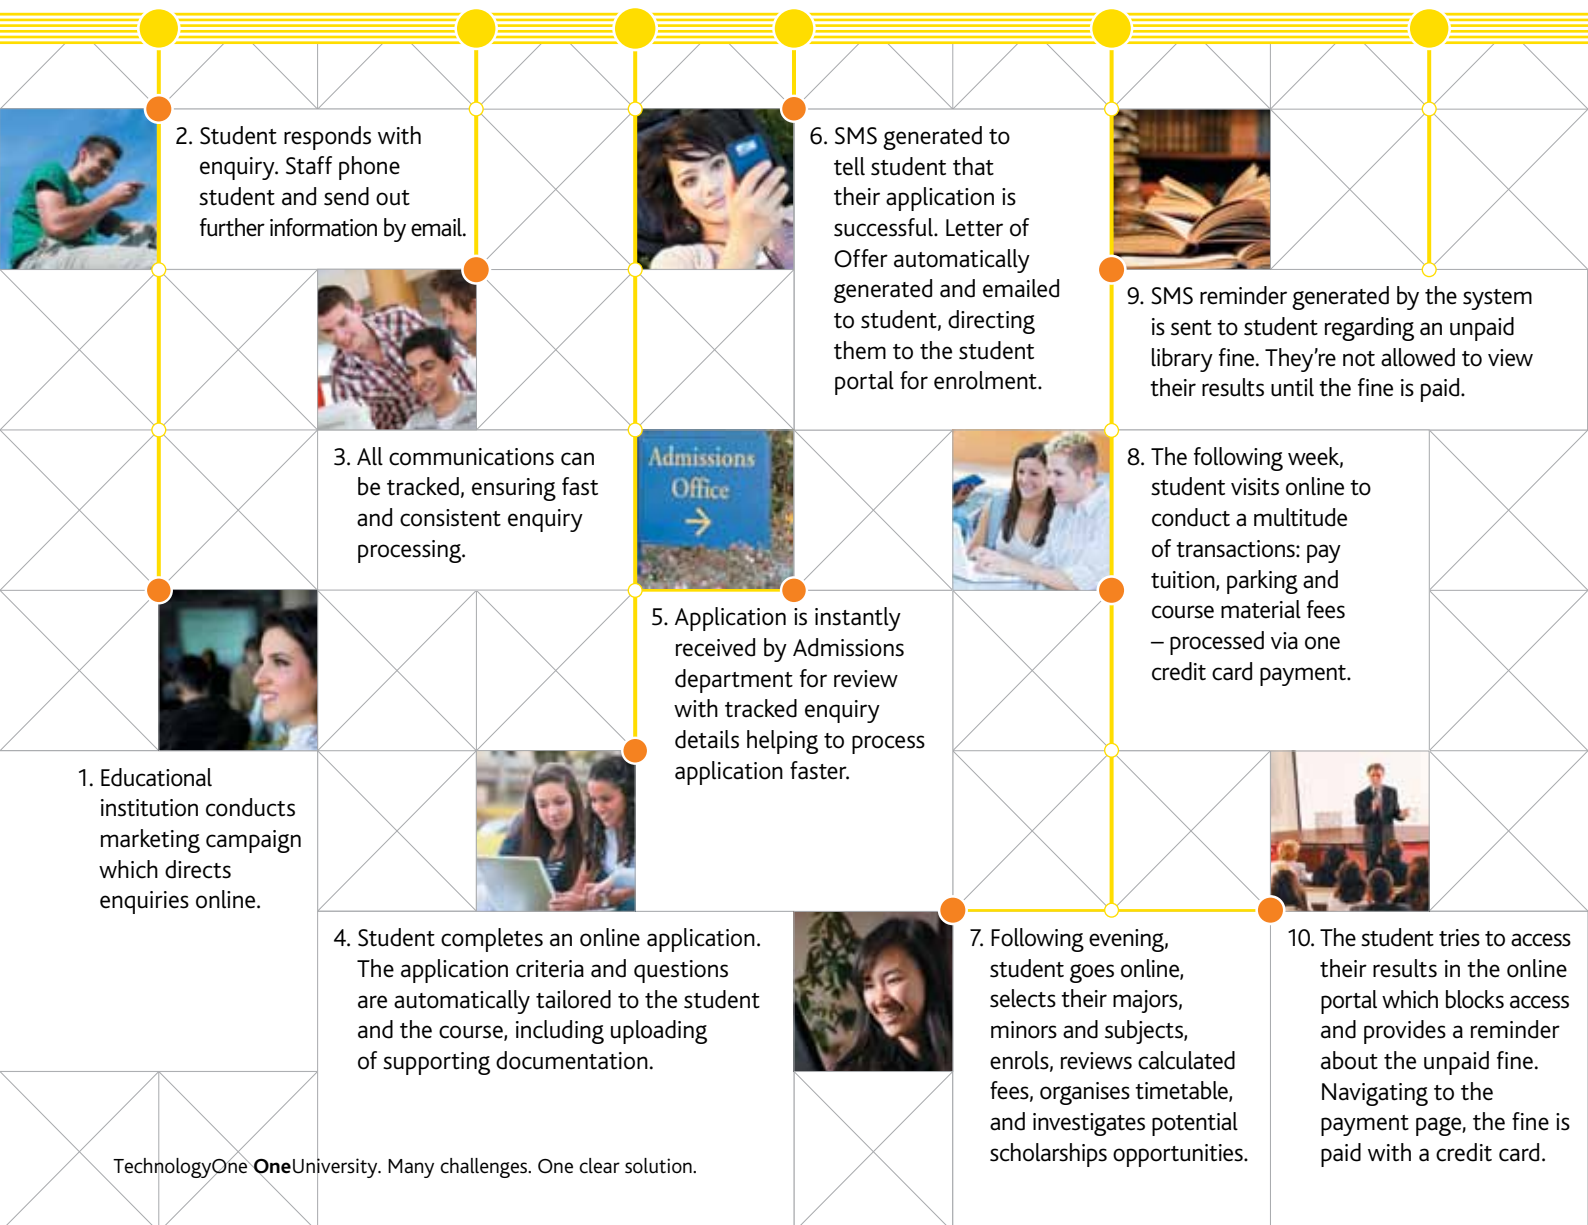 1. Educational
institution conducts
marketing campaign
which directs
enquiries online.
2. Student responds with
enquiry. Staff phone
student and send out
further information by email.
3. All communications can
be tracked, ensuring fast
and consistent enquiry
processing.
4. Student completes an online application.
The application criteria and questions
are automatically tailored to the student
and the course, including uploading
of supporting documentation.
Admissions
Office
5. Application is instantly
received by Admissions
department for review
with tracked enquiry
details helping to process
application faster.
6. SMS generated to
tell student that
their application is
successful. Letter of
Offer automatically
generated and emailed
to student, directing
them to the student
portal for enrolment.
7. Following evening,
student goes online,
selects their majors,
minors and subjects,
enrols, reviews calculated
fees, organises timetable,
and investigates potential
scholarships opportunities.
8. The following week,
student visits online to
conduct a multitude
of transactions: pay
tuition, parking and
course material fees
– processed via one
credit card payment.
9. SMS reminder generated by the system
is sent to student regarding an unpaid
library fine. They’re not allowed to view
their results until the fine is paid.
10. The student tries to access
their results in the online
portal which blocks access
and provides a reminder
about the unpaid fine.
Navigating to the
payment page, the fine is
paid with a credit card.
TechnologyOne OneUniversity. Many challenges. One clear solution.